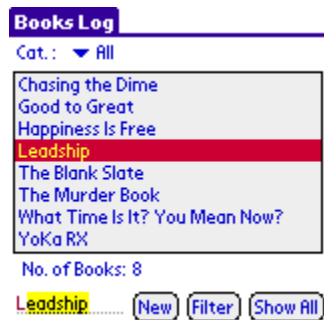 Books Log
Cat.: All
Chasing the Dime
Good to Great
Happiness Is Free
Leadship
The Blank Slate
The Murder Book
What Time Is It? You Mean Now?
YoKa RX
No. of Books: 8
Leadship New Filter Show All